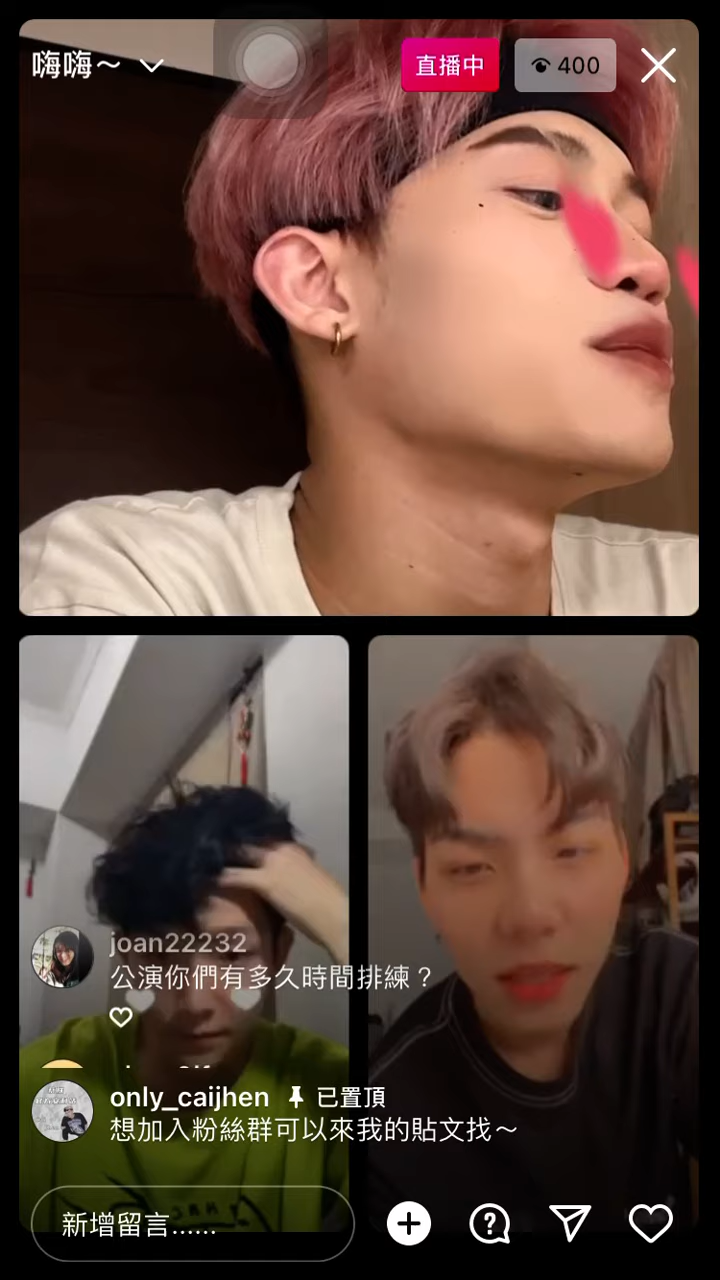 嗨嗨～
直播中
400
joan22232
公演你們有多久時間排練？
only_caijhen 已置頂
想加入粉絲群可以來我的貼文找～
新增留言......